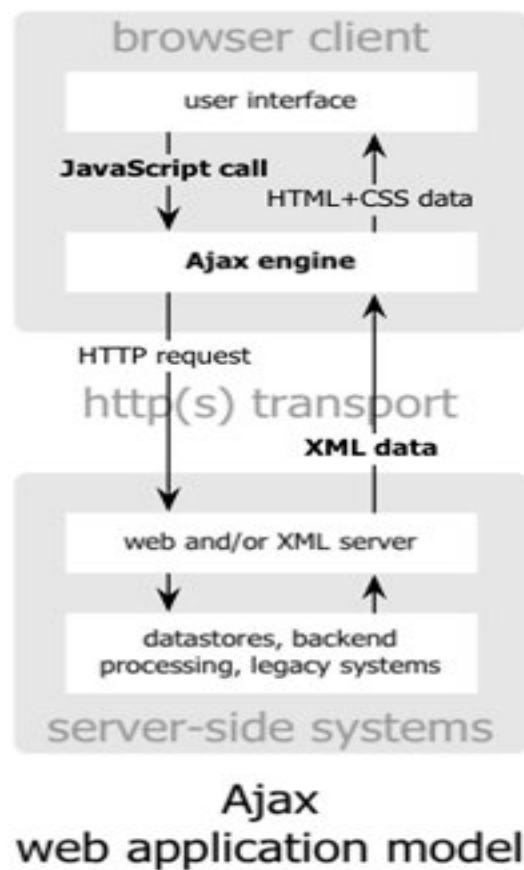 browser client
user interface
JavaScript call
HTML+CSS data
Ajax engine
HTTP request
http(s) transport
XML data
web and/or XML server
datastores, backend
processing, legacy systems
server-side systems
Ajax
web application model